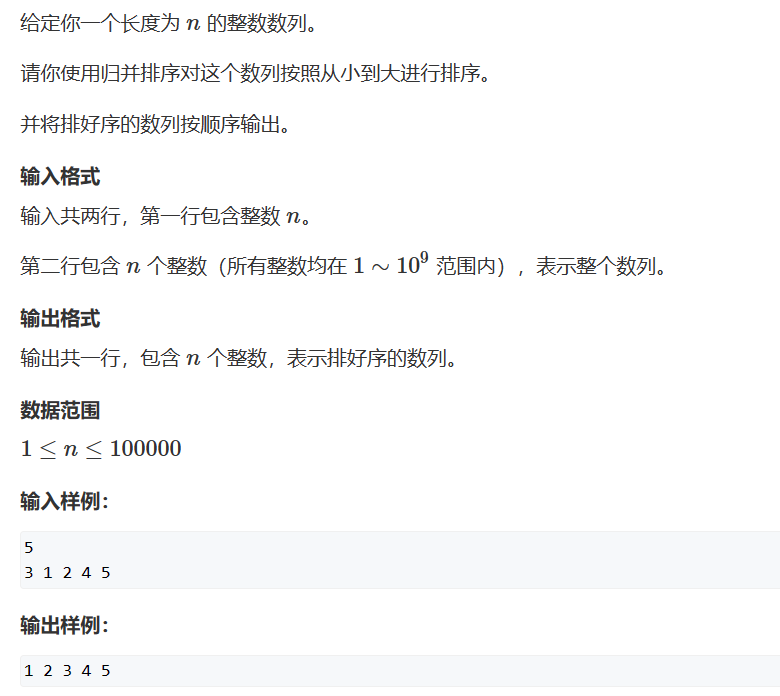 给定你一个长度为 n 的整数数列。
请你使用归并排序对这个数列按照从小到大进行排序。
并将排好序的数列按顺序输出。
输入格式
输入共两行，第一行包含整数 n。
第二行包含 n 个整数（所有整数均在 1 ∼ 10⁹ 范围内），表示整个数列。
输出格式
输出共一行，包含 n 个整数，表示排好序的数列。
数据范围
1 ≤ n ≤ 100000
输入样例：
5
3 1 2 4 5
输出样例：
1 2 3 4 5